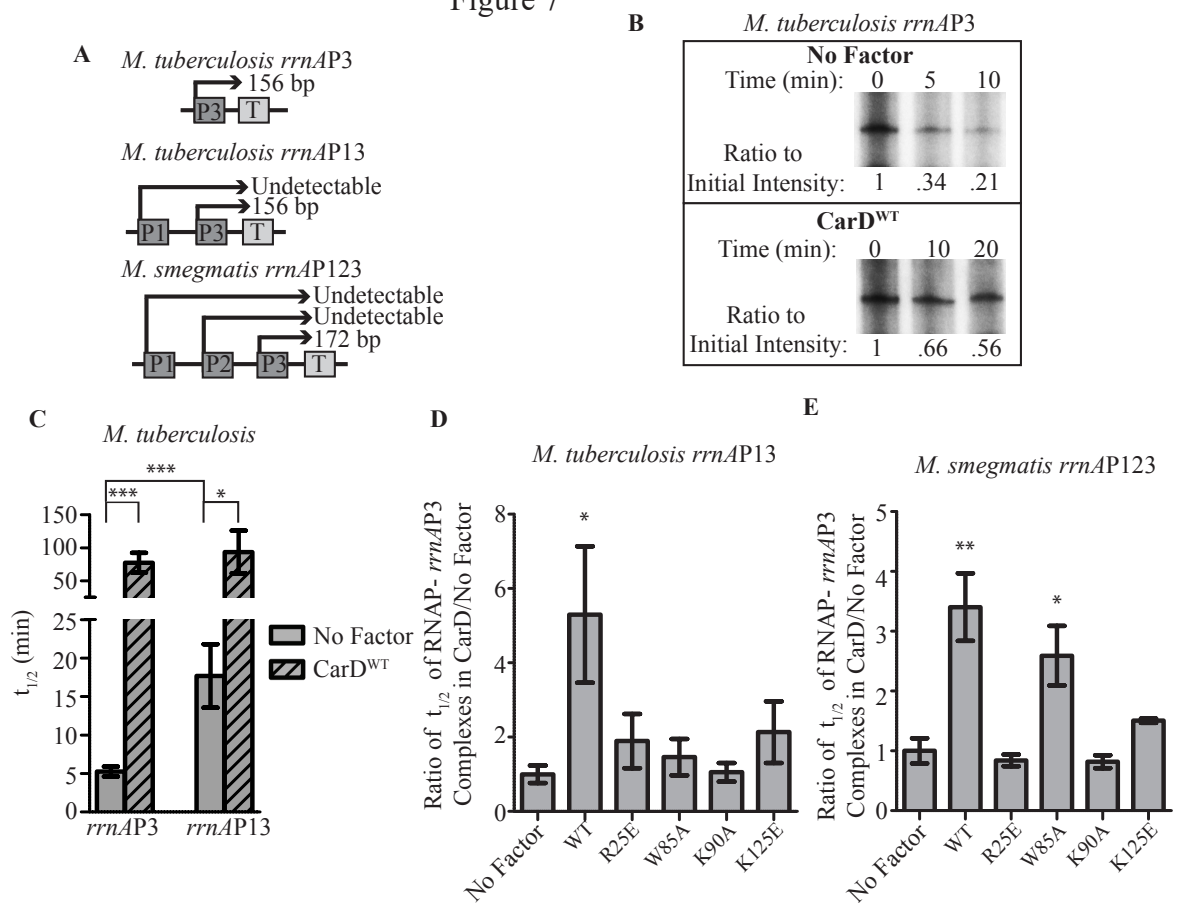 Figure 7
A
M. tuberculosis rrnAP3
156 bp
P3 T
M. tuberculosis rrnAP13
Undetectable
156 bp
P1 P3 T
M. smegmatis rrnAP123
Undetectable
Undetectable
172 bp
P1 P2 P3 T
B
M. tuberculosis rrnAP3
No Factor
Time (min): 0 5 10
Ratio to
Initial Intensity: 1 .34 .21
CarDWT
Time (min): 0 10 20
Ratio to
Initial Intensity: 1 .66 .56
C
M. tuberculosis
***
*** *
150
100
50
25
20
15
10
5
0
t1/2 (min)
rrnAP3 rrnAP13
No Factor
CarDWT
D
M. tuberculosis rrnAP13
Ratio of t1/2 of RNAP- rrnAP3
Complexes in CarD/No Factor
8
6
4
2
0
*
No Factor WT R25E W85A K90A K125E
E
M. smegmatis rrnAP123
Ratio of t1/2 of RNAP- rrnAP3
Complexes in CarD/No Factor
5
4
3
2
1
0
**
*
No Factor WT R25E W85A K90A K125E